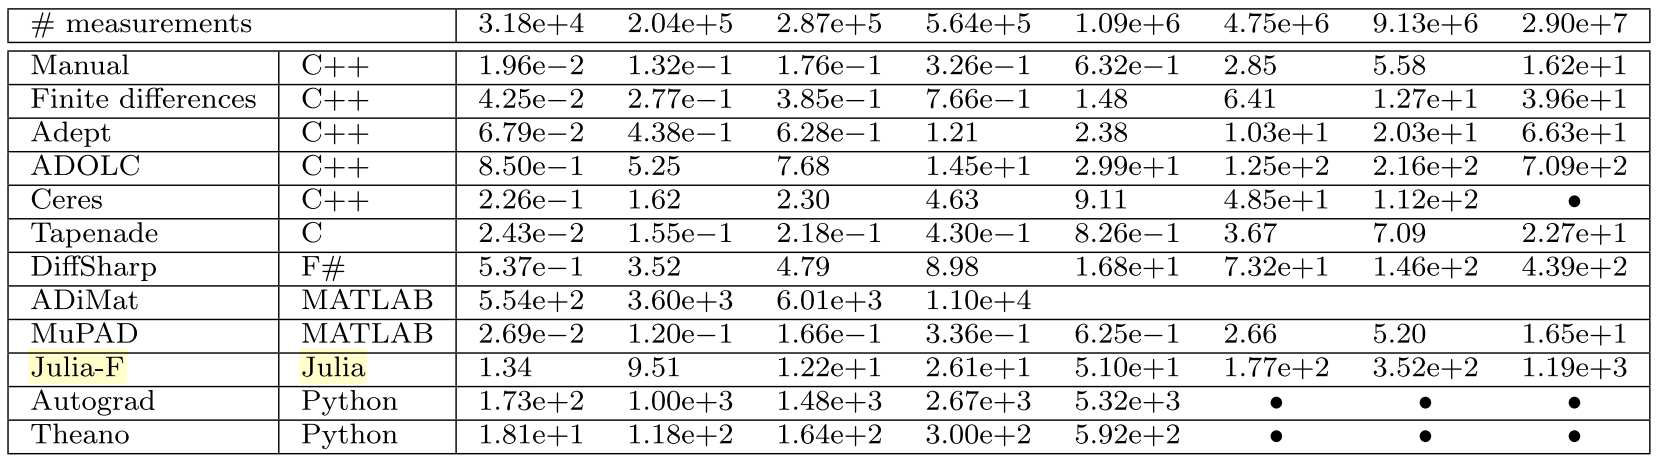 # measurements 3.18e+4 2.04e+5 2.87e+5 5.64e+5 1.09e+6 4.75e+6 9.13e+6 2.90e+7
Manual C++ 1.96e−2 1.32e−1 1.76e−1 3.26e−1 6.32e−1 2.85 5.58 1.62e+1
Finite differences C++ 4.25e−2 2.77e−1 3.85e−1 7.66e−1 1.48 6.41 1.27e+1 3.96e+1
Adept C++ 6.79e−2 4.38e−1 6.28e−1 1.21 2.38 1.03e+1 2.03e+1 6.63e+1
ADOLC C++ 8.50e−1 5.25 7.68 1.45e+1 2.99e+1 1.25e+2 2.16e+2 7.09e+2
Ceres C++ 2.26e−1 1.62 2.30 4.63 9.11 4.85e+1 1.12e+2 •
Tapenade C 2.43e−2 1.55e−1 2.18e−1 4.30e−1 8.26e−1 3.67 7.09 2.27e+1
DiffSharp F# 5.37e−1 3.52 4.79 8.98 1.68e+1 7.32e+1 1.46e+2 4.39e+2
ADiMat MATLAB 5.54e+2 3.60e+3 6.01e+3 1.10e+4
MuPAD MATLAB 2.69e−2 1.20e−1 1.66e−1 3.36e−1 6.25e−1 2.66 5.20 1.65e+1
Julia-F Julia 1.34 9.51 1.22e+1 2.61e+1 5.10e+1 1.77e+2 3.52e+2 1.19e+3
Autograd Python 1.73e+2 1.00e+3 1.48e+3 2.67e+3 5.32e+3 • • •
Theano Python 1.81e+1 1.18e+2 1.64e+2 3.00e+2 5.92e+2 • • •